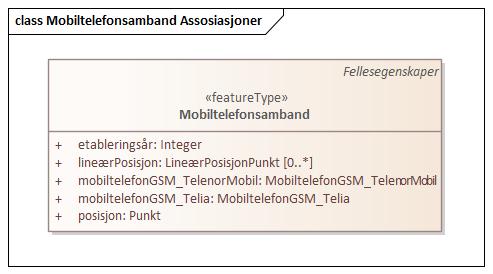 class Mobiltelefonsamband Assosiasjoner
Fellesegenskaper
«featureType»
Mobiltelefonsamband
+ etableringsår: Integer
+ lineærPosisjon: LineærPosisjonPunkt [0..*]
+ mobiltelefonGSM_TelenorMobil: MobiltelefonGSM_TelenorMobil
+ mobiltelefonGSM_Telia: MobiltelefonGSM_Telia
+ posisjon: Punkt